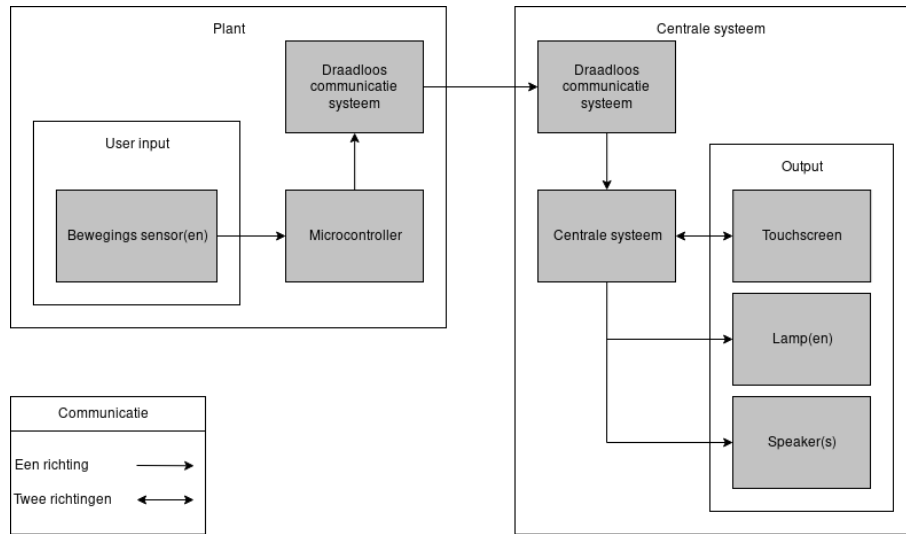 Plant
Draadloos
communicatie
systeem
User input
Bewegings sensor(en)
Microcontroller
Centrale systeem
Draadloos
communicatie
systeem
Output
Centrale systeem
Touchscreen
Lamp(en)
Speaker(s)
Communicatie
Een richting
Twee richtingen